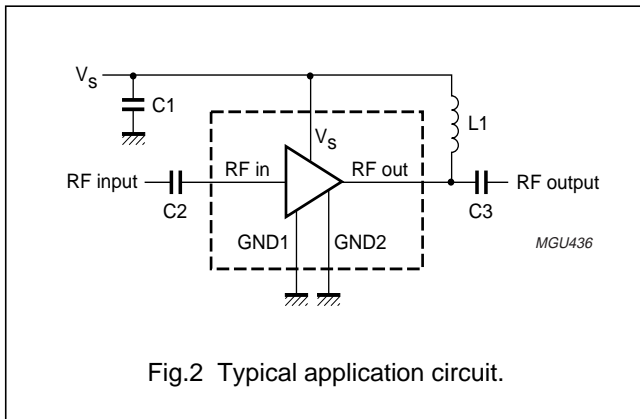 Vs
C1
L1
Vs
RF input
RF in
RF out
RF output
C2
C3
GND1
GND2
MGU436
Fig.2 Typical application circuit.